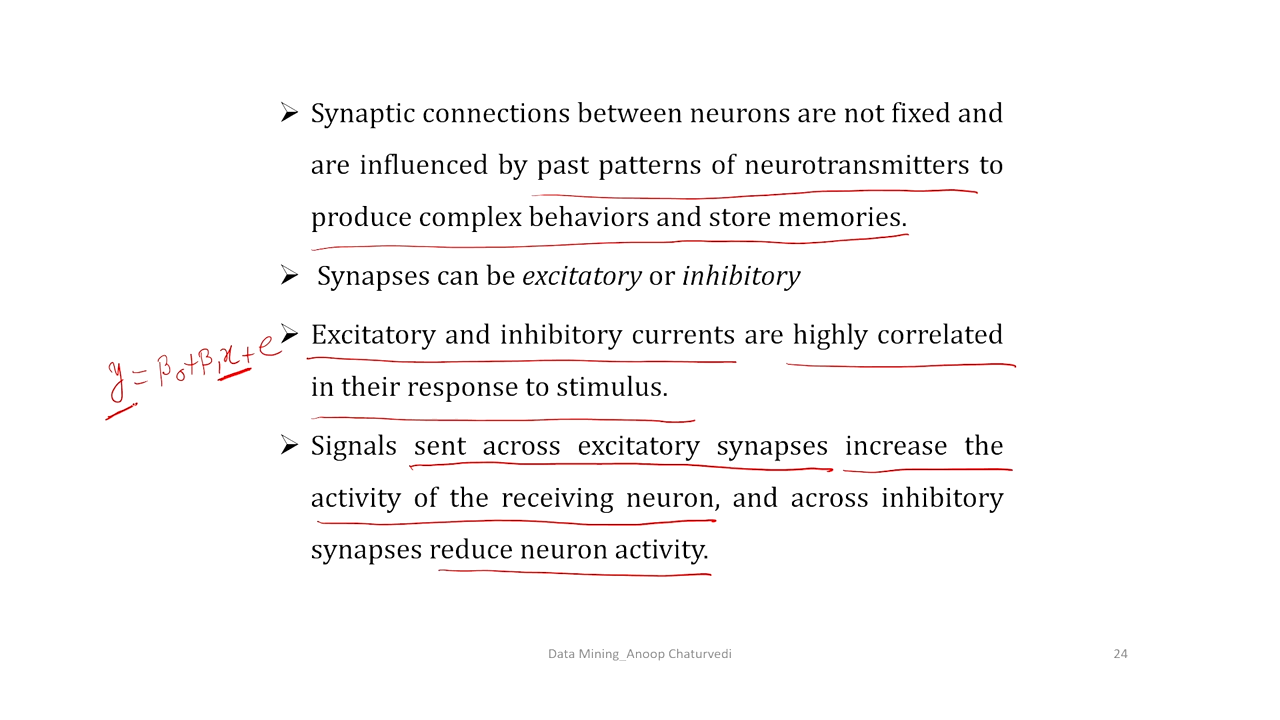 ➢ Synaptic connections between neurons are not fixed and
are influenced by past patterns of neurotransmitters to
produce complex behaviors and store memories.
➢ Synapses can be excitatory or inhibitory
➢ Excitatory and inhibitory currents are highly correlated
in their response to stimulus.
y = β₀+β₁x+e
➢ Signals sent across excitatory synapses increase the
activity of the receiving neuron, and across inhibitory
synapses reduce neuron activity.
Data Mining_Anoop Chaturvedi
24